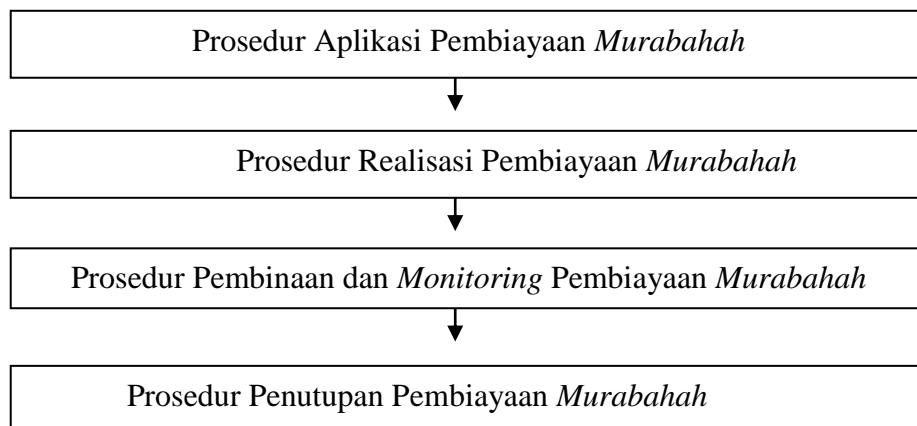 Prosedur Aplikasi Pembiayaan Murabahah
Prosedur Realisasi Pembiayaan Murabahah
Prosedur Pembinaan dan Monitoring Pembiayaan Murabahah
Prosedur Penutupan Pembiayaan Murabahah